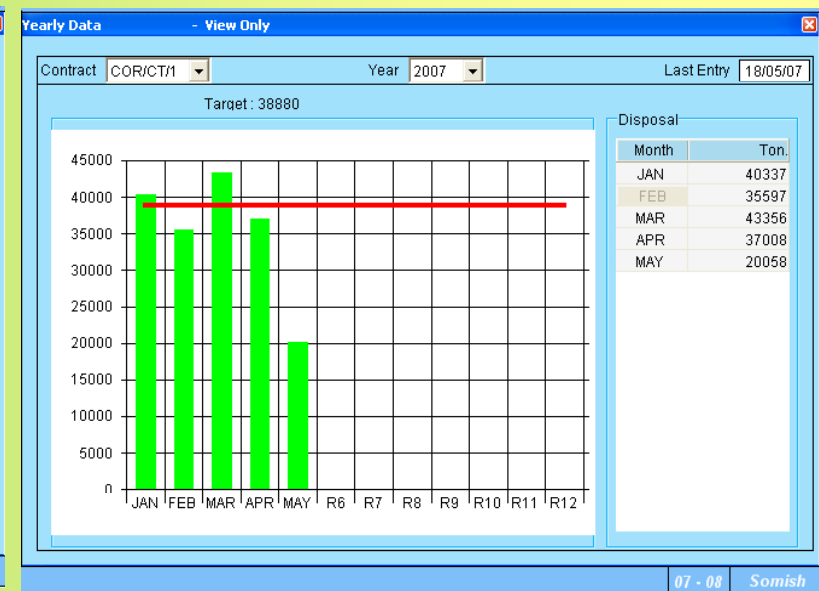 Yearly Data - View Only
Contract COR/CT/1 Year 2007 Last Entry 18/05/07
Target : 38880
Disposal
Month Ton.
JAN 40337
FEB 35597
MAR 43356
APR 37008
MAY 20058
45000
40000
35000
30000
25000
20000
15000
10000
5000
0
JAN FEB MAR APR MAY R6 R7 R8 R9 R10 R11 R12
07 - 08 Somish